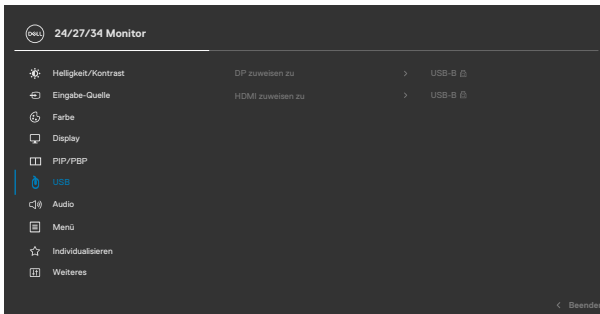 DELL 24/27/34 Monitor
Helligkeit/Kontrast
DP zuweisen zu > USB-B
Eingabe-Quelle
HDMI zuweisen zu > USB-B
Farbe
Display
PIP/PBP
USB
Audio
Menü
Individualisieren
Weiteres
< Beenden